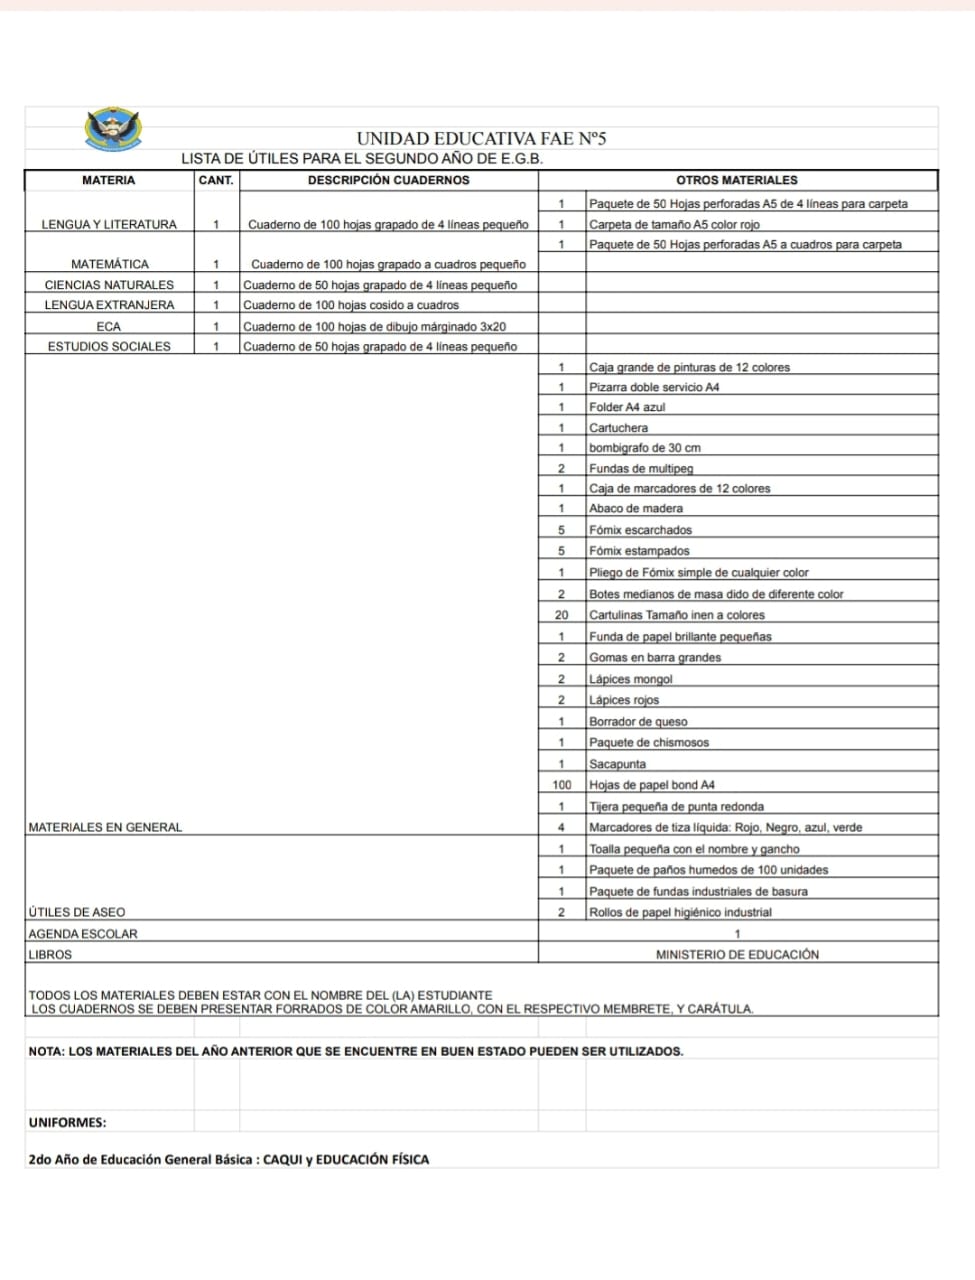 UNIDAD EDUCATIVA FAE Nº5
LISTA DE ÚTILES PARA EL SEGUNDO AÑO DE E.G.B.
MATERIA CANT. DESCRIPCIÓN CUADERNOS OTROS MATERIALES
1 Paquete de 50 Hojas perforadas A5 de 4 líneas para carpeta
LENGUA Y LITERATURA 1 Cuaderno de 100 hojas grapado de 4 líneas pequeño 1 Carpeta de tamaño A5 color rojo
1 Paquete de 50 Hojas perforadas A5 a cuadros para carpeta
MATEMÁTICA 1 Cuaderno de 100 hojas grapado a cuadros pequeño
CIENCIAS NATURALES 1 Cuaderno de 50 hojas grapado de 4 líneas pequeño
LENGUA EXTRANJERA 1 Cuaderno de 100 hojas cosido a cuadros
ECA 1 Cuaderno de 100 hojas de dibujo márginado 3x20
ESTUDIOS SOCIALES 1 Cuaderno de 50 hojas grapado de 4 líneas pequeño
1 Caja grande de pinturas de 12 colores
1 Pizarra doble servicio A4
1 Folder A4 azul
1 Cartuchera
1 bombigrafo de 30 cm
2 Fundas de multipeg
1 Caja de marcadores de 12 colores
1 Abaco de madera
5 Fómix escarchados
5 Fómix estampados
1 Pliego de Fómix simple de cualquier color
2 Botes medianos de masa dido de diferente color
20 Cartulinas Tamaño inen a colores
1 Funda de papel brillante pequeñas
2 Gomas en barra grandes
2 Lápices mongol
2 Lápices rojos
1 Borrador de queso
1 Paquete de chismosos
1 Sacapunta
100 Hojas de papel bond A4
1 Tijera pequeña de punta redonda
MATERIALES EN GENERAL 4 Marcadores de tiza líquida: Rojo, Negro, azul, verde
1 Toalla pequeña con el nombre y gancho
1 Paquete de paños humedos de 100 unidades
1 Paquete de fundas industriales de basura
ÚTILES DE ASEO 2 Rollos de papel higiénico industrial
AGENDA ESCOLAR 1
LIBROS MINISTERIO DE EDUCACIÓN
TODOS LOS MATERIALES DEBEN ESTAR CON EL NOMBRE DEL (LA) ESTUDIANTE
LOS CUADERNOS SE DEBEN PRESENTAR FORRADOS DE COLOR AMARILLO, CON EL RESPECTIVO MEMBRETE, Y CARÁTULA.
NOTA: LOS MATERIALES DEL AÑO ANTERIOR QUE SE ENCUENTRE EN BUEN ESTADO PUEDEN SER UTILIZADOS.
UNIFORMES:
2do Año de Educación General Básica : CAQUI y EDUCACIÓN FÍSICA